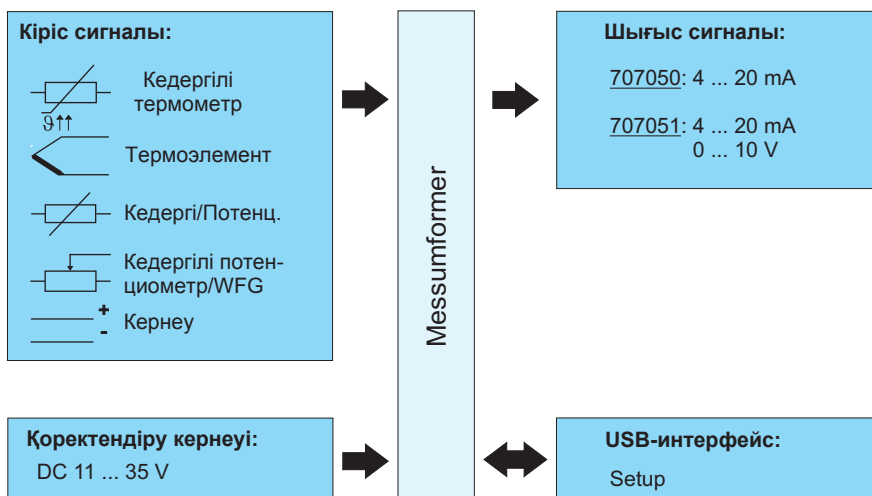 Кіріс сигналы:
Кедергілі
термометр
ϑ↑↑
Термоэлемент
Кедергі/Потенц.
Кедергілі потен-
циометр/WFG
+
-
Кернеу
Қоректендіру кернеуі:
DC 11 ... 35 V
Messumformer
Шығыс сигналы:
707050: 4 ... 20 mA
707051: 4 ... 20 mA
0 ... 10 V
USB-интерфейс:
Setup